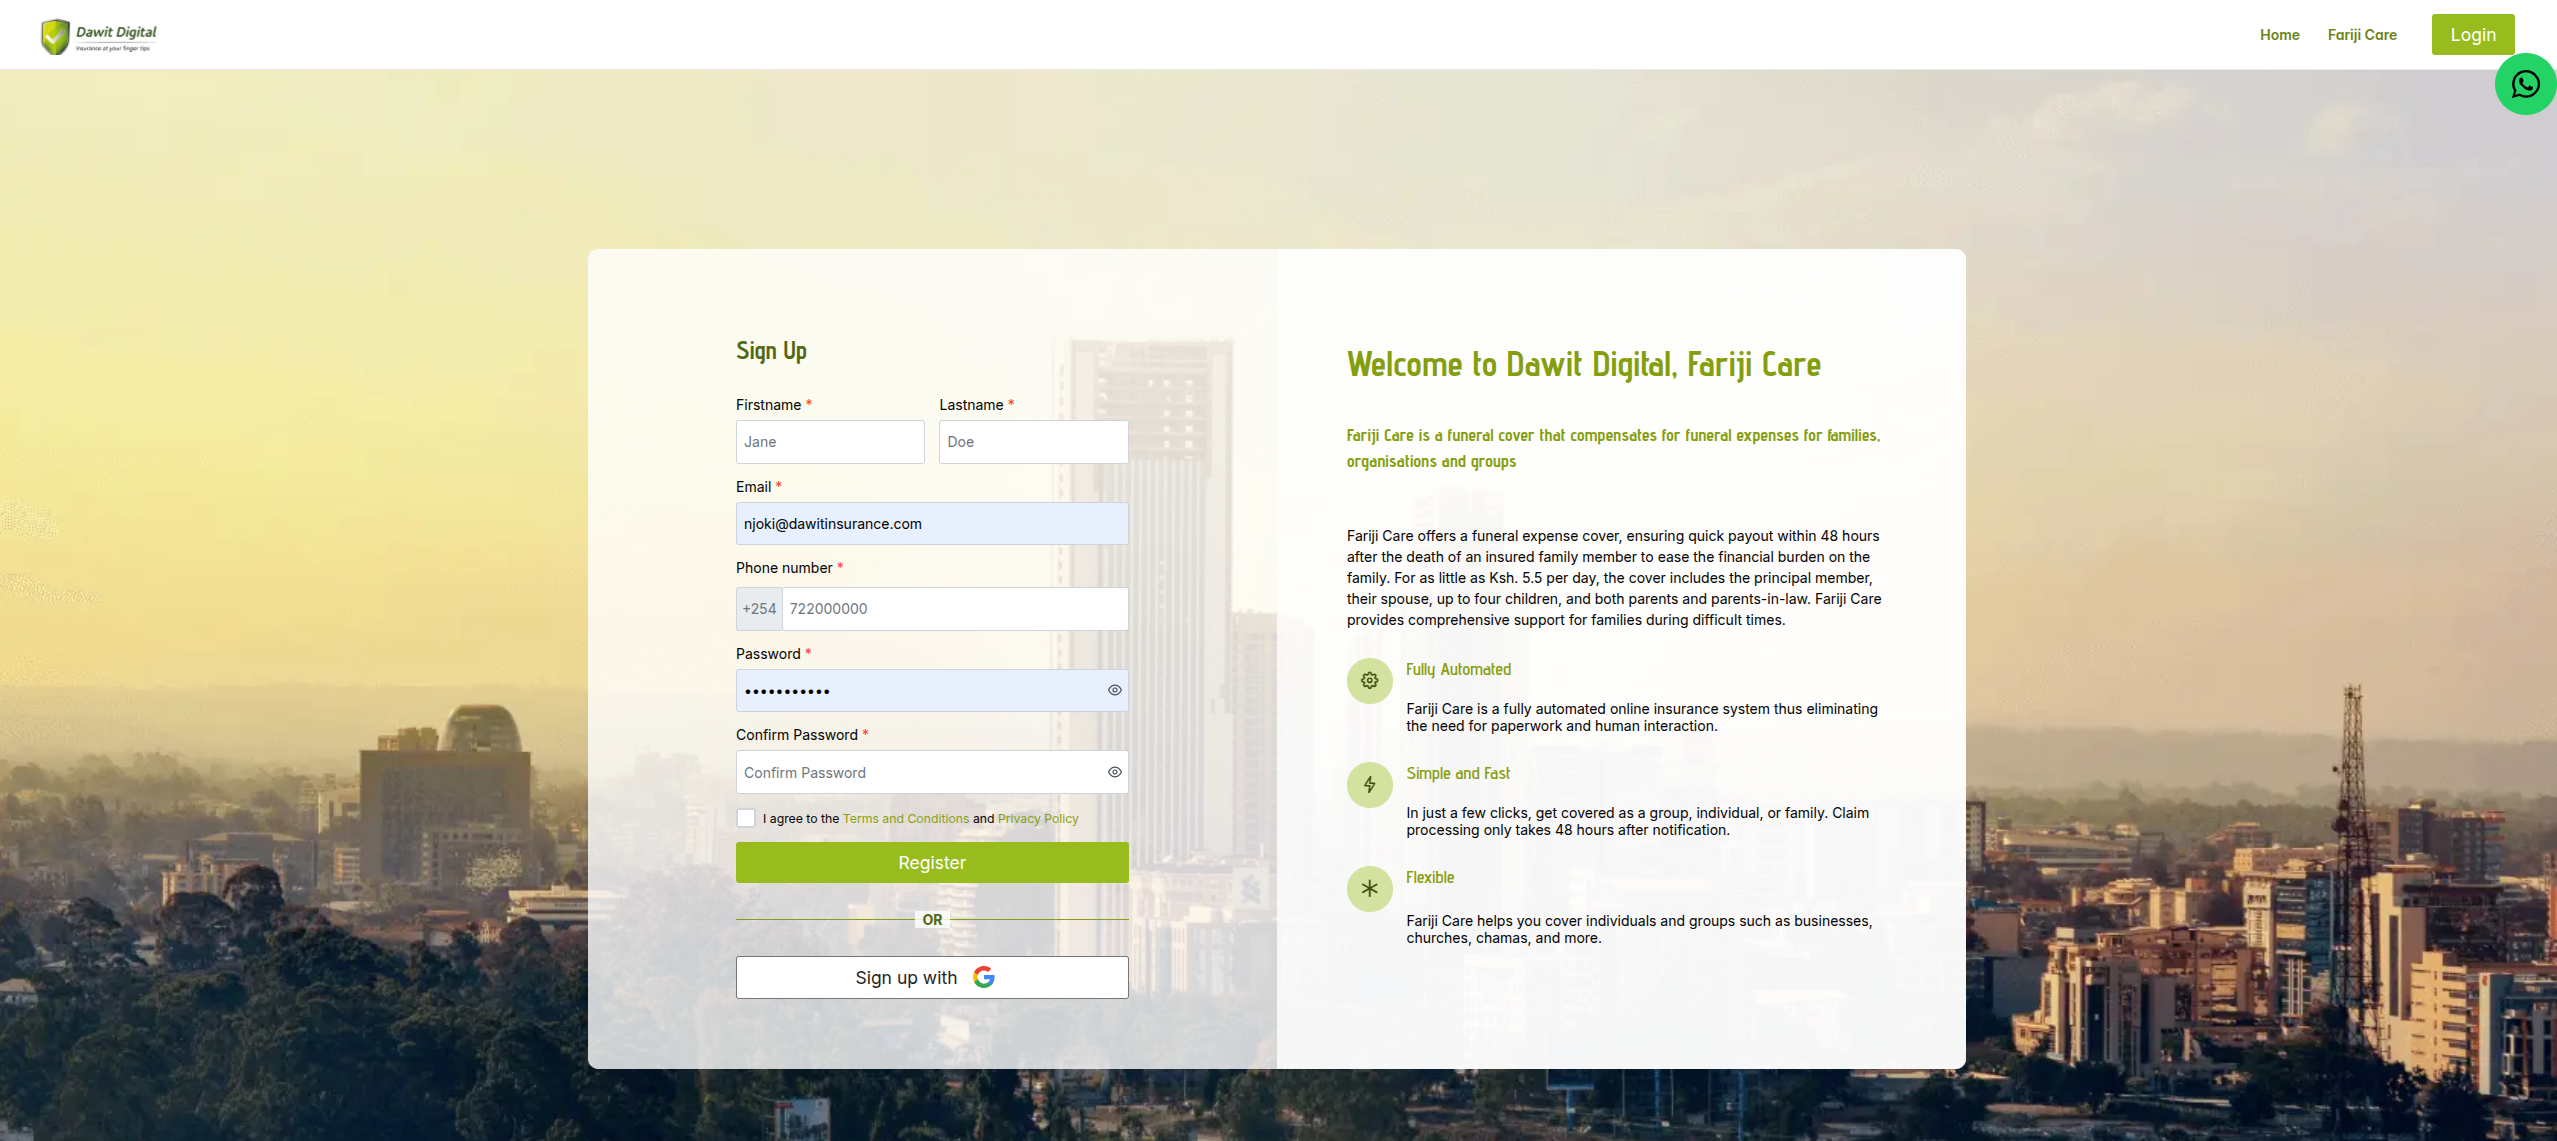 Dawit Digital
Insurance at your finger tips
Home
Fariji Care
Login
Sign Up
Firstname *
Lastname *
Jane
Doe
Email *
njoki@dawitinsurance.com
Phone number *
+254
722000000
Password *
•••••••••••
Confirm Password *
Confirm Password
I agree to the Terms and Conditions and Privacy Policy
Register
OR
Sign up with
Welcome to Dawit Digital, Fariji Care
Fariji Care is a funeral cover that compensates for funeral expenses for families,
organisations and groups
Fariji Care offers a funeral expense cover, ensuring quick payout within 48 hours
after the death of an insured family member to ease the financial burden on the
family. For as little as Ksh. 5.5 per day, the cover includes the principal member,
their spouse, up to four children, and both parents and parents-in-law. Fariji Care
provides comprehensive support for families during difficult times.
Fully Automated
Fariji Care is a fully automated online insurance system thus eliminating
the need for paperwork and human interaction.
Simple and Fast
In just a few clicks, get covered as a group, individual, or family. Claim
processing only takes 48 hours after notification.
Flexible
Fariji Care helps you cover individuals and groups such as businesses,
churches, chamas, and more.